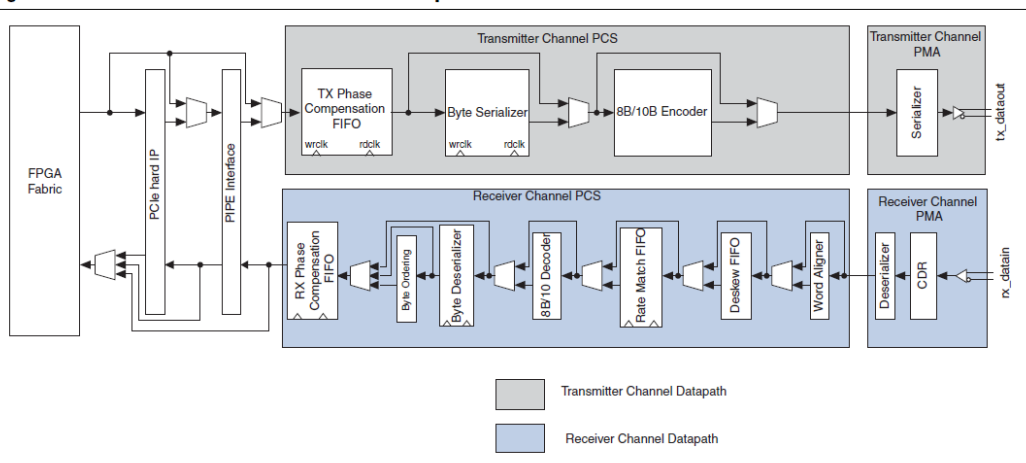 Transmitter Channel PCS
Transmitter Channel
PMA
TX Phase
Compensation
FIFO
wrclk
rdclk
Byte Serializer
wrclk
rdclk
8B/10B Encoder
Serializer
tx_dataout
FPGA
Fabric
PCIe hard IP
PIPE Interface
Receiver Channel PCS
Receiver Channel
PMA
RX Phase
Compensation
FIFO
Byte Ordering
Byte Deserializer
8B/10 Decoder
Rate Match FIFO
Deskew FIFO
Word Aligner
Deserializer
CDR
rx_datain
Transmitter Channel Datapath
Receiver Channel Datapath